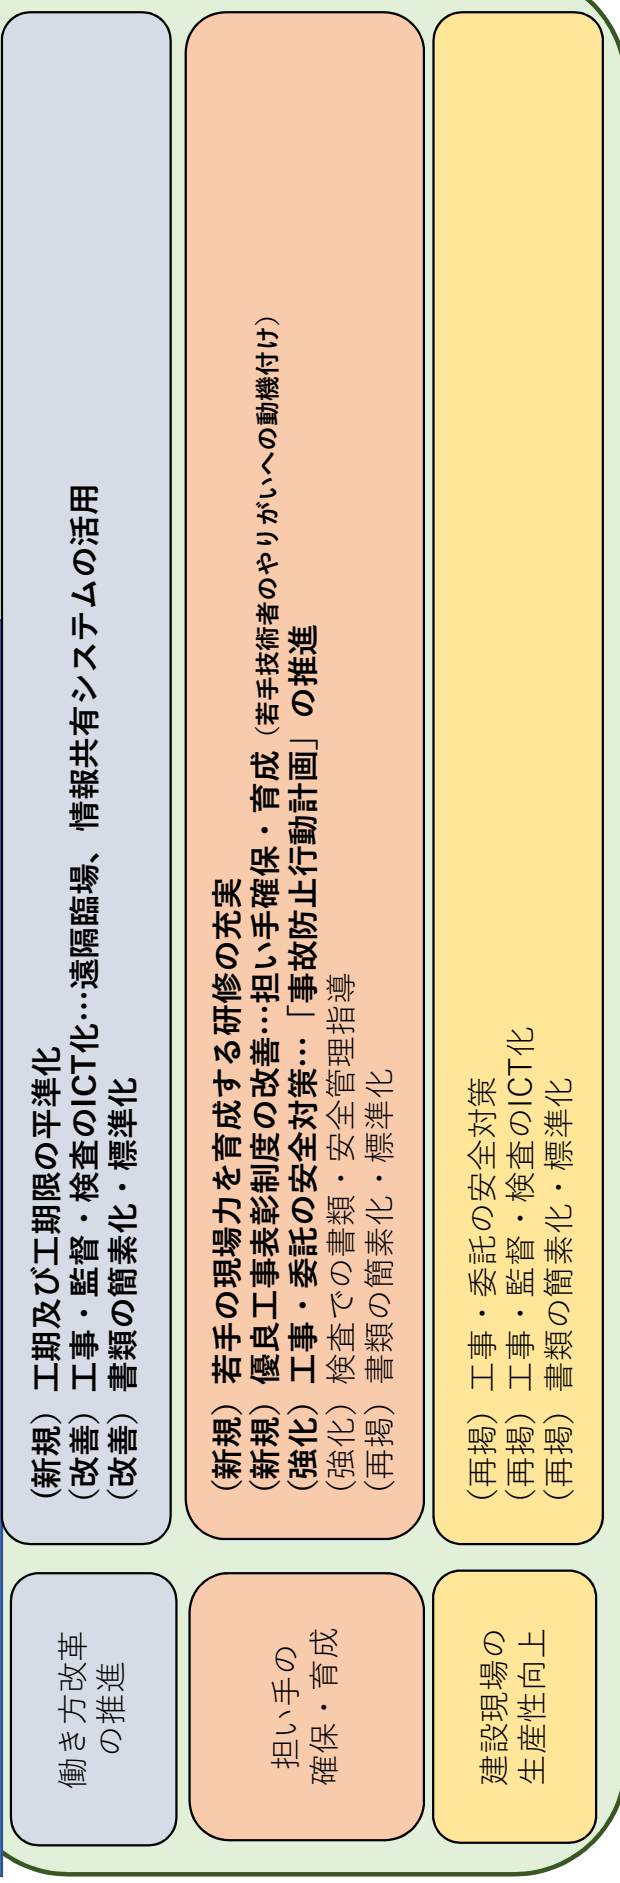 働き方改革
の推進
（新規）工期及び工期限の平準化
（改善）工事・監督・検査のICT化…遠隔臨場、情報共有システムの活用
（改善）書類の簡素化・標準化
担い手の
確保・育成
（新規）若手の現場力を育成する研修の充実
（新規）優良工事表彰制度の改善…担い手確保・育成（若手技術者のやりがいへの動機付け）
（強化）工事・委託の安全対策…「事故防止行動計画」の推進
（強化）検査での書類・安全管理指導
（再掲）書類の簡素化・標準化
建設現場の
生産性向上
（再掲）工事・委託の安全対策
（再掲）工事・監督・検査のICT化
（再掲）書類の簡素化・標準化